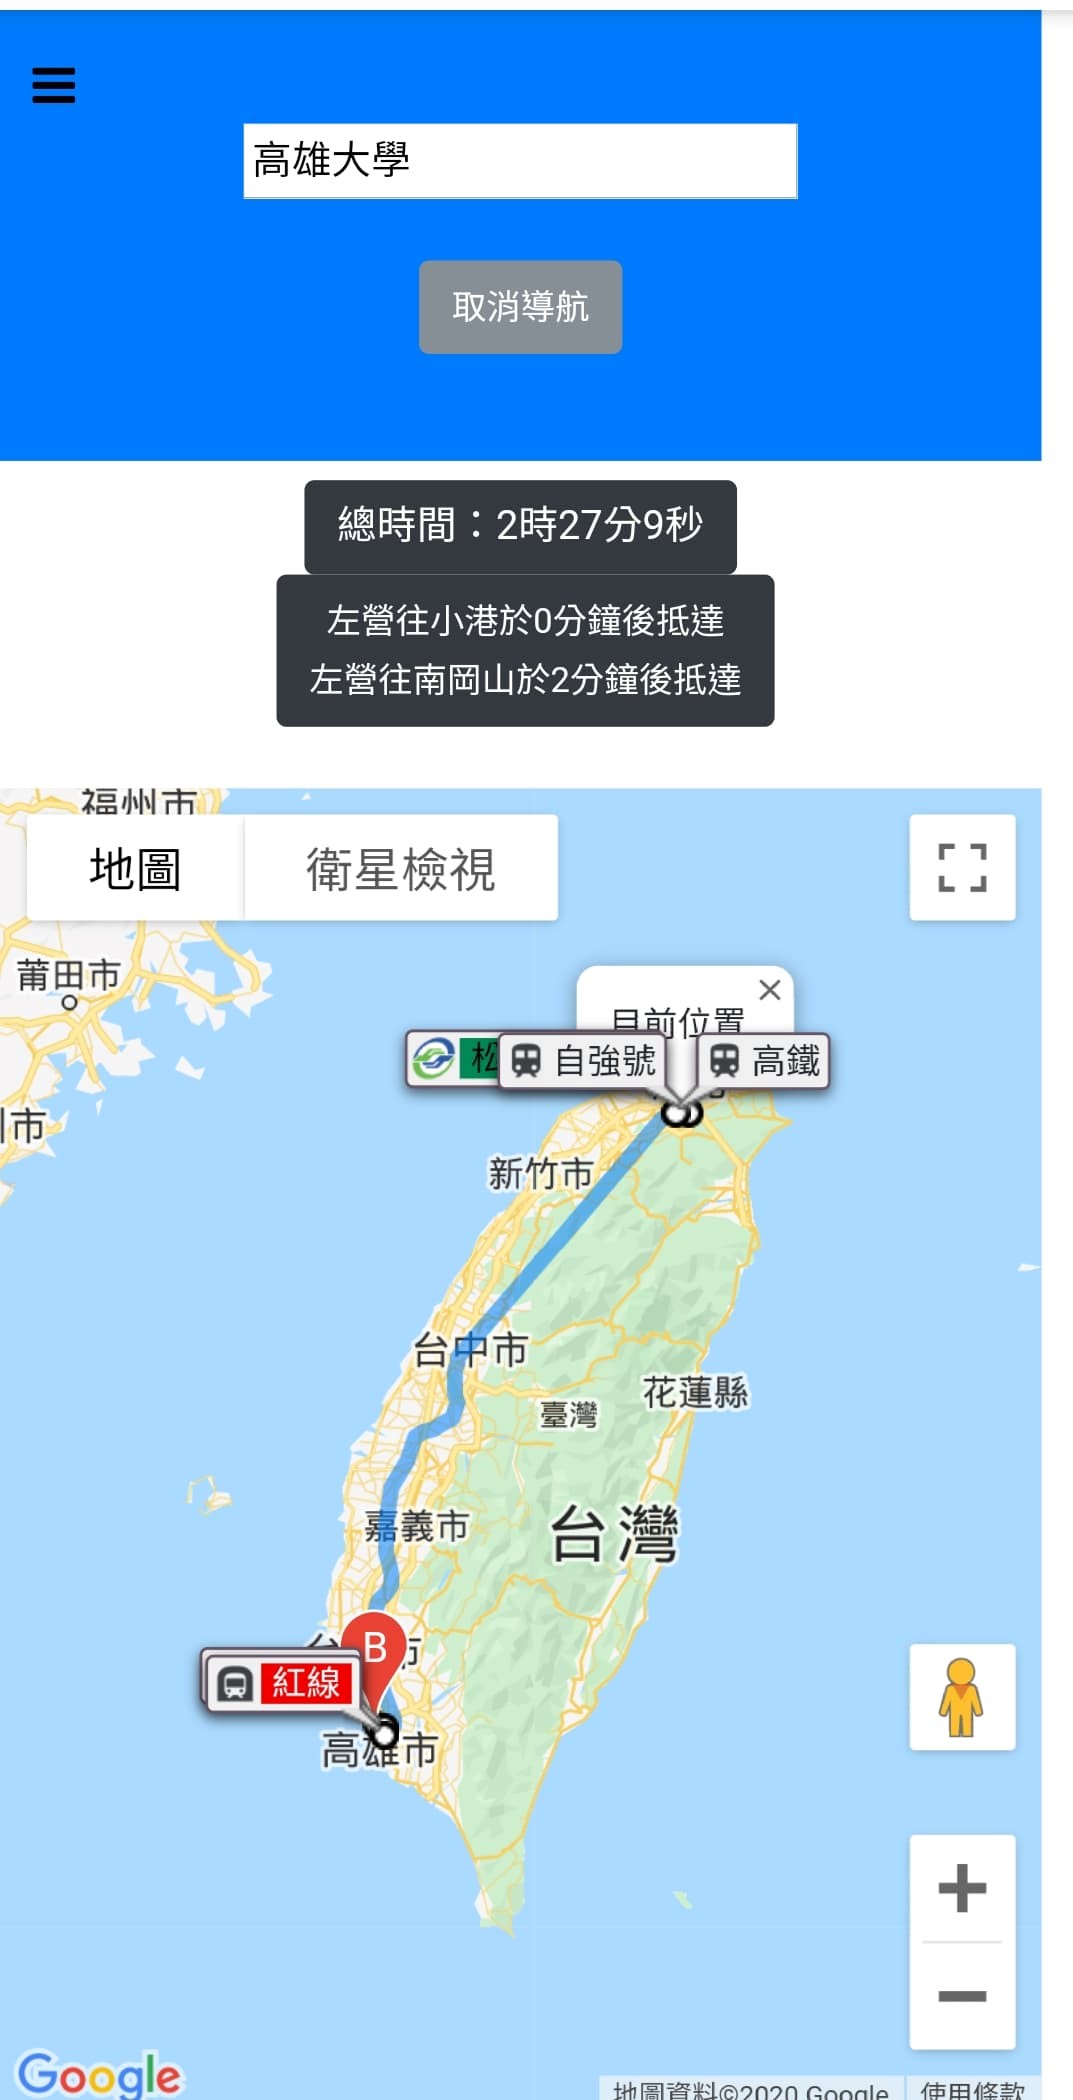 高雄大學
取消導航
總時間：2時27分9秒
左營往小港於0分鐘後抵達
左營往南岡山於2分鐘後抵達
福州市
地圖
衛星檢視
莆田市
目前位置
松
自強號
高鐵
市
新竹市
台中市
花蓮縣
臺灣
嘉義市
台灣
B
紅線
高雄市
Google
地圖資料©2020 Google
使用條款